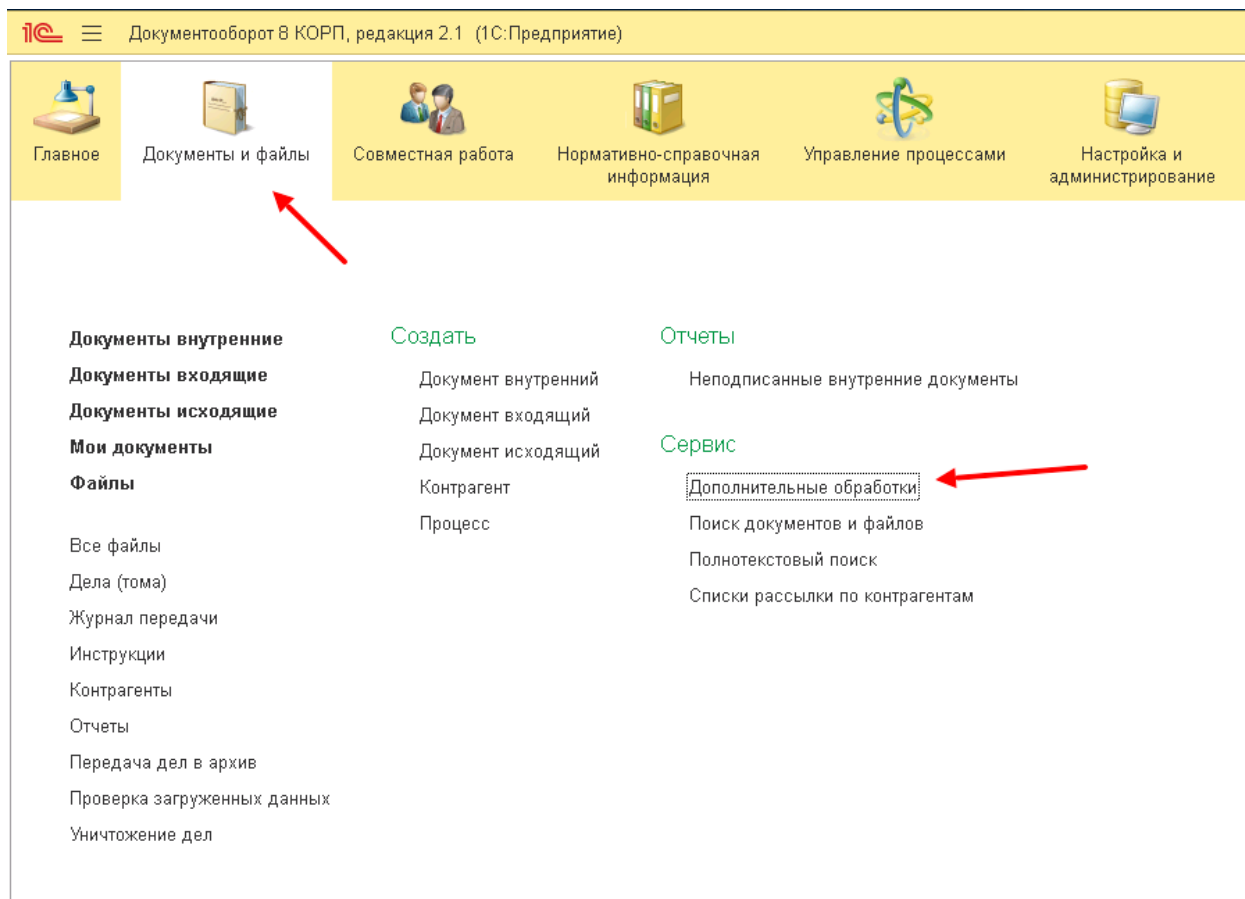 1С Документооборот 8 КОРП, редакция 2.1 (1С:Предприятие)
Главное
Документы и файлы
Совместная работа
Нормативно-справочная
информация
Управление процессами
Настройка и
администрирование
Документы внутренние
Документы входящие
Документы исходящие
Мои документы
Файлы
Все файлы
Дела (тома)
Журнал передачи
Инструкции
Контрагенты
Отчеты
Передача дел в архив
Проверка загруженных данных
Уничтожение дел
Создать
Документ внутренний
Документ входящий
Документ исходящий
Контрагент
Процесс
Отчеты
Неподписанные внутренние документы
Сервис
Дополнительные обработки
Поиск документов и файлов
Полнотекстовый поиск
Списки рассылки по контрагентам